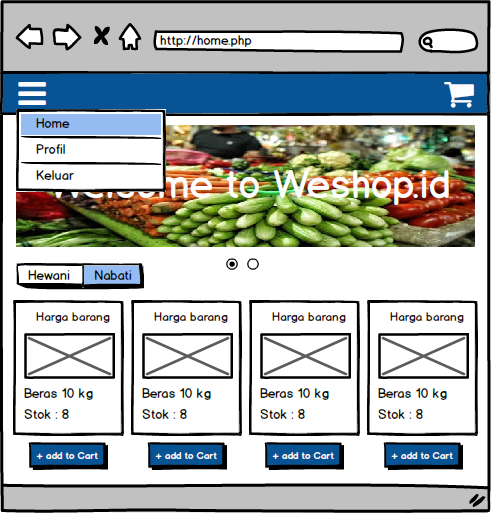 http://home.php
Home
Profil
Keluar
Welcome to Weshop.id
Hewani Nabati
Harga barang Harga barang Harga barang Harga barang
Beras 10 kg Beras 10 kg Beras 10 kg Beras 10 kg
Stok : 8 Stok : 8 Stok : 8 Stok : 8
+ add to Cart + add to Cart + add to Cart + add to Cart